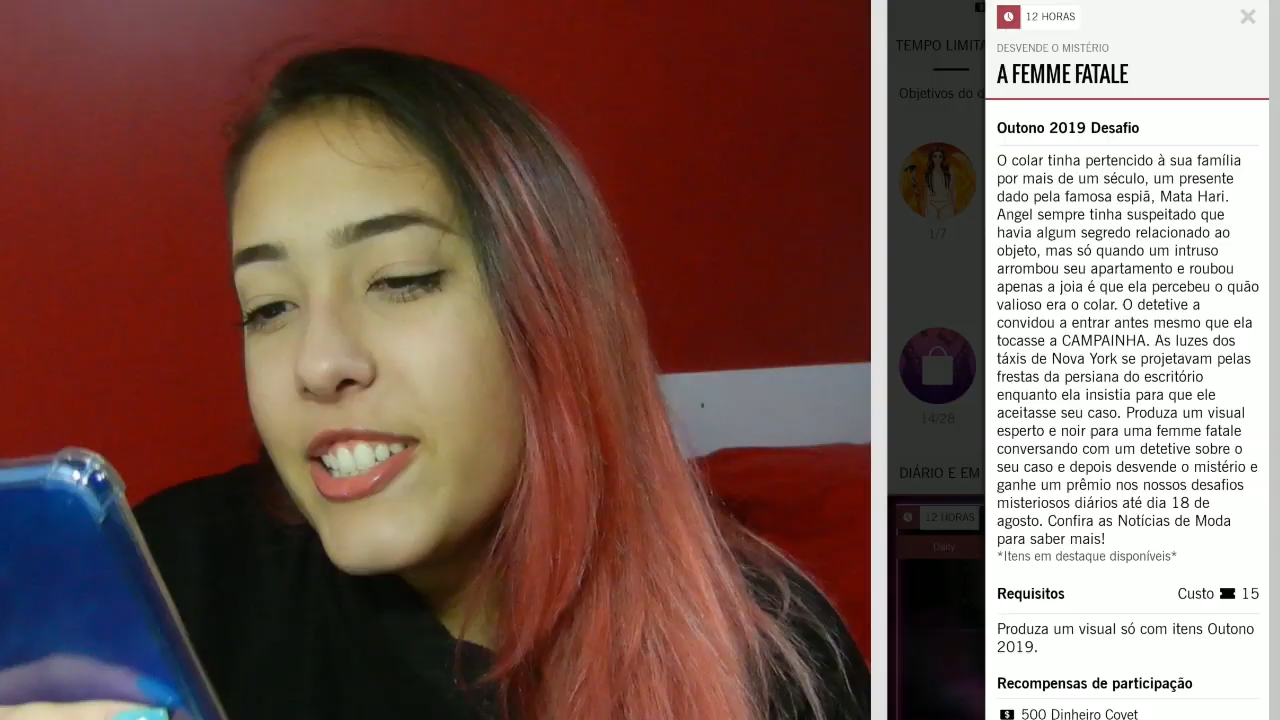 12 HORAS
DESVENDE O MISTÉRIO
A FEMME FATALE
Outono 2019 Desafio
O colar tinha pertencido à sua família
por mais de um século, um presente
dado pela famosa espiã, Mata Hari.
Angel sempre tinha suspeitado que
havia algum segredo relacionado ao
objeto, mas só quando um intruso
arrombou seu apartamento e roubou
apenas a joia é que ela percebeu o quão
valioso era o colar. O detetive a
convidou a entrar antes mesmo que ela
tocasse a CAMPAINHA. As luzes dos
táxis de Nova York se projetavam pelas
frestas da persiana do escritório
enquanto ela insistia para que ele
aceitasse seu caso. Produza um visual
esperto e noir para uma femme fatale
conversando com um detetive sobre o
seu caso e depois desvende o mistério e
ganhe um prêmio nos nossos desafios
misteriosos diários até dia 18 de
agosto. Confira as Notícias de Moda
para saber mais!
*Itens em destaque disponíveis*
Requisitos Custo 15
Produza um visual só com itens Outono
2019.
Recompensas de participação
500 Dinheiro Covet
TEMPO LIMITA
Objetivos do d
1/7
14/28
DIÁRIO E EM
12 HORAS
Daily